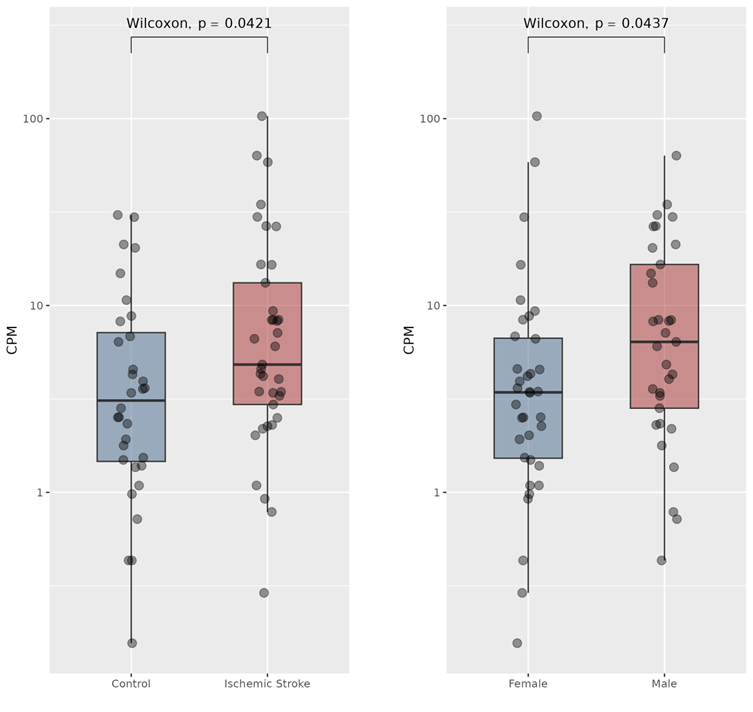 Wilcoxon, p = 0.0421
CPM
100
10
1
Control
Ischemic Stroke
Wilcoxon, p = 0.0437
CPM
100
10
1
Female
Male